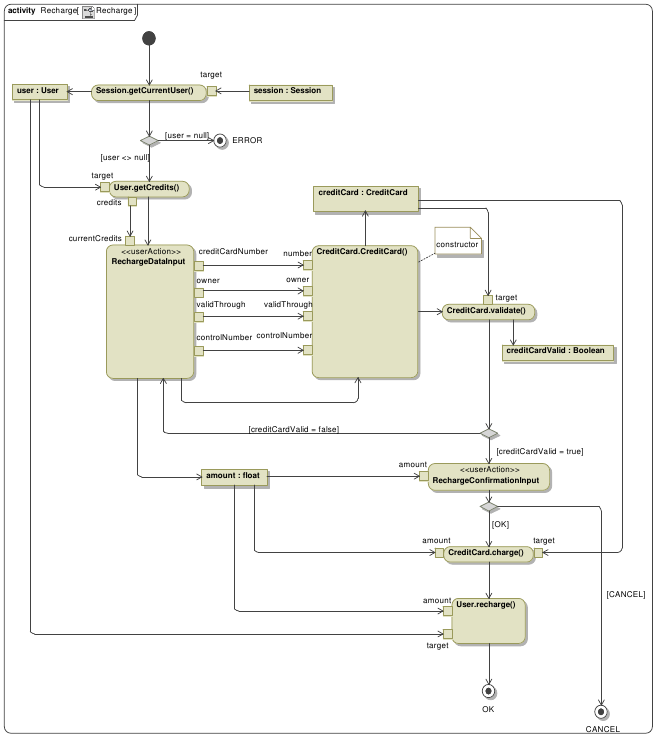 activity Recharge[ Recharge ]
target
user : User
Session.getCurrentUser()
session : Session
[user = null]
ERROR
[user <> null]
target
User.getCredits()
credits
creditCard : CreditCard
currentCredits
constructor
<<userAction>>
RechargeDataInput
creditCardNumber
number
CreditCard.CreditCard()
owner
owner
target
validThrough
validThrough
CreditCard.validate()
controlNumber
controlNumber
creditCardValid : Boolean
[creditCardValid = false]
[creditCardValid = true]
amount
<<userAction>>
RechargeConfirmationInput
amount : float
[OK]
amount
target
CreditCard.charge()
[CANCEL]
amount
User.recharge()
target
OK
CANCEL